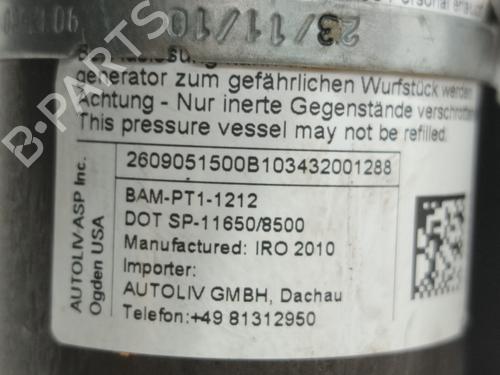 23/11/10
generator zum gefährlichen Wurfstück werden
Achtung - Nur inerte Gegenstände verschrotten
This pressure vessel may not be refilled.
2609051500B103432001288
BAM-PT1-1212
DOT SP-11650/8500
Manufactured: IRO 2010
Importer:
AUTOLIV GMBH, Dachau
Telefon:+49 81312950
AUTOLIV ASP Inc.
Ogden USA
B-PARTS